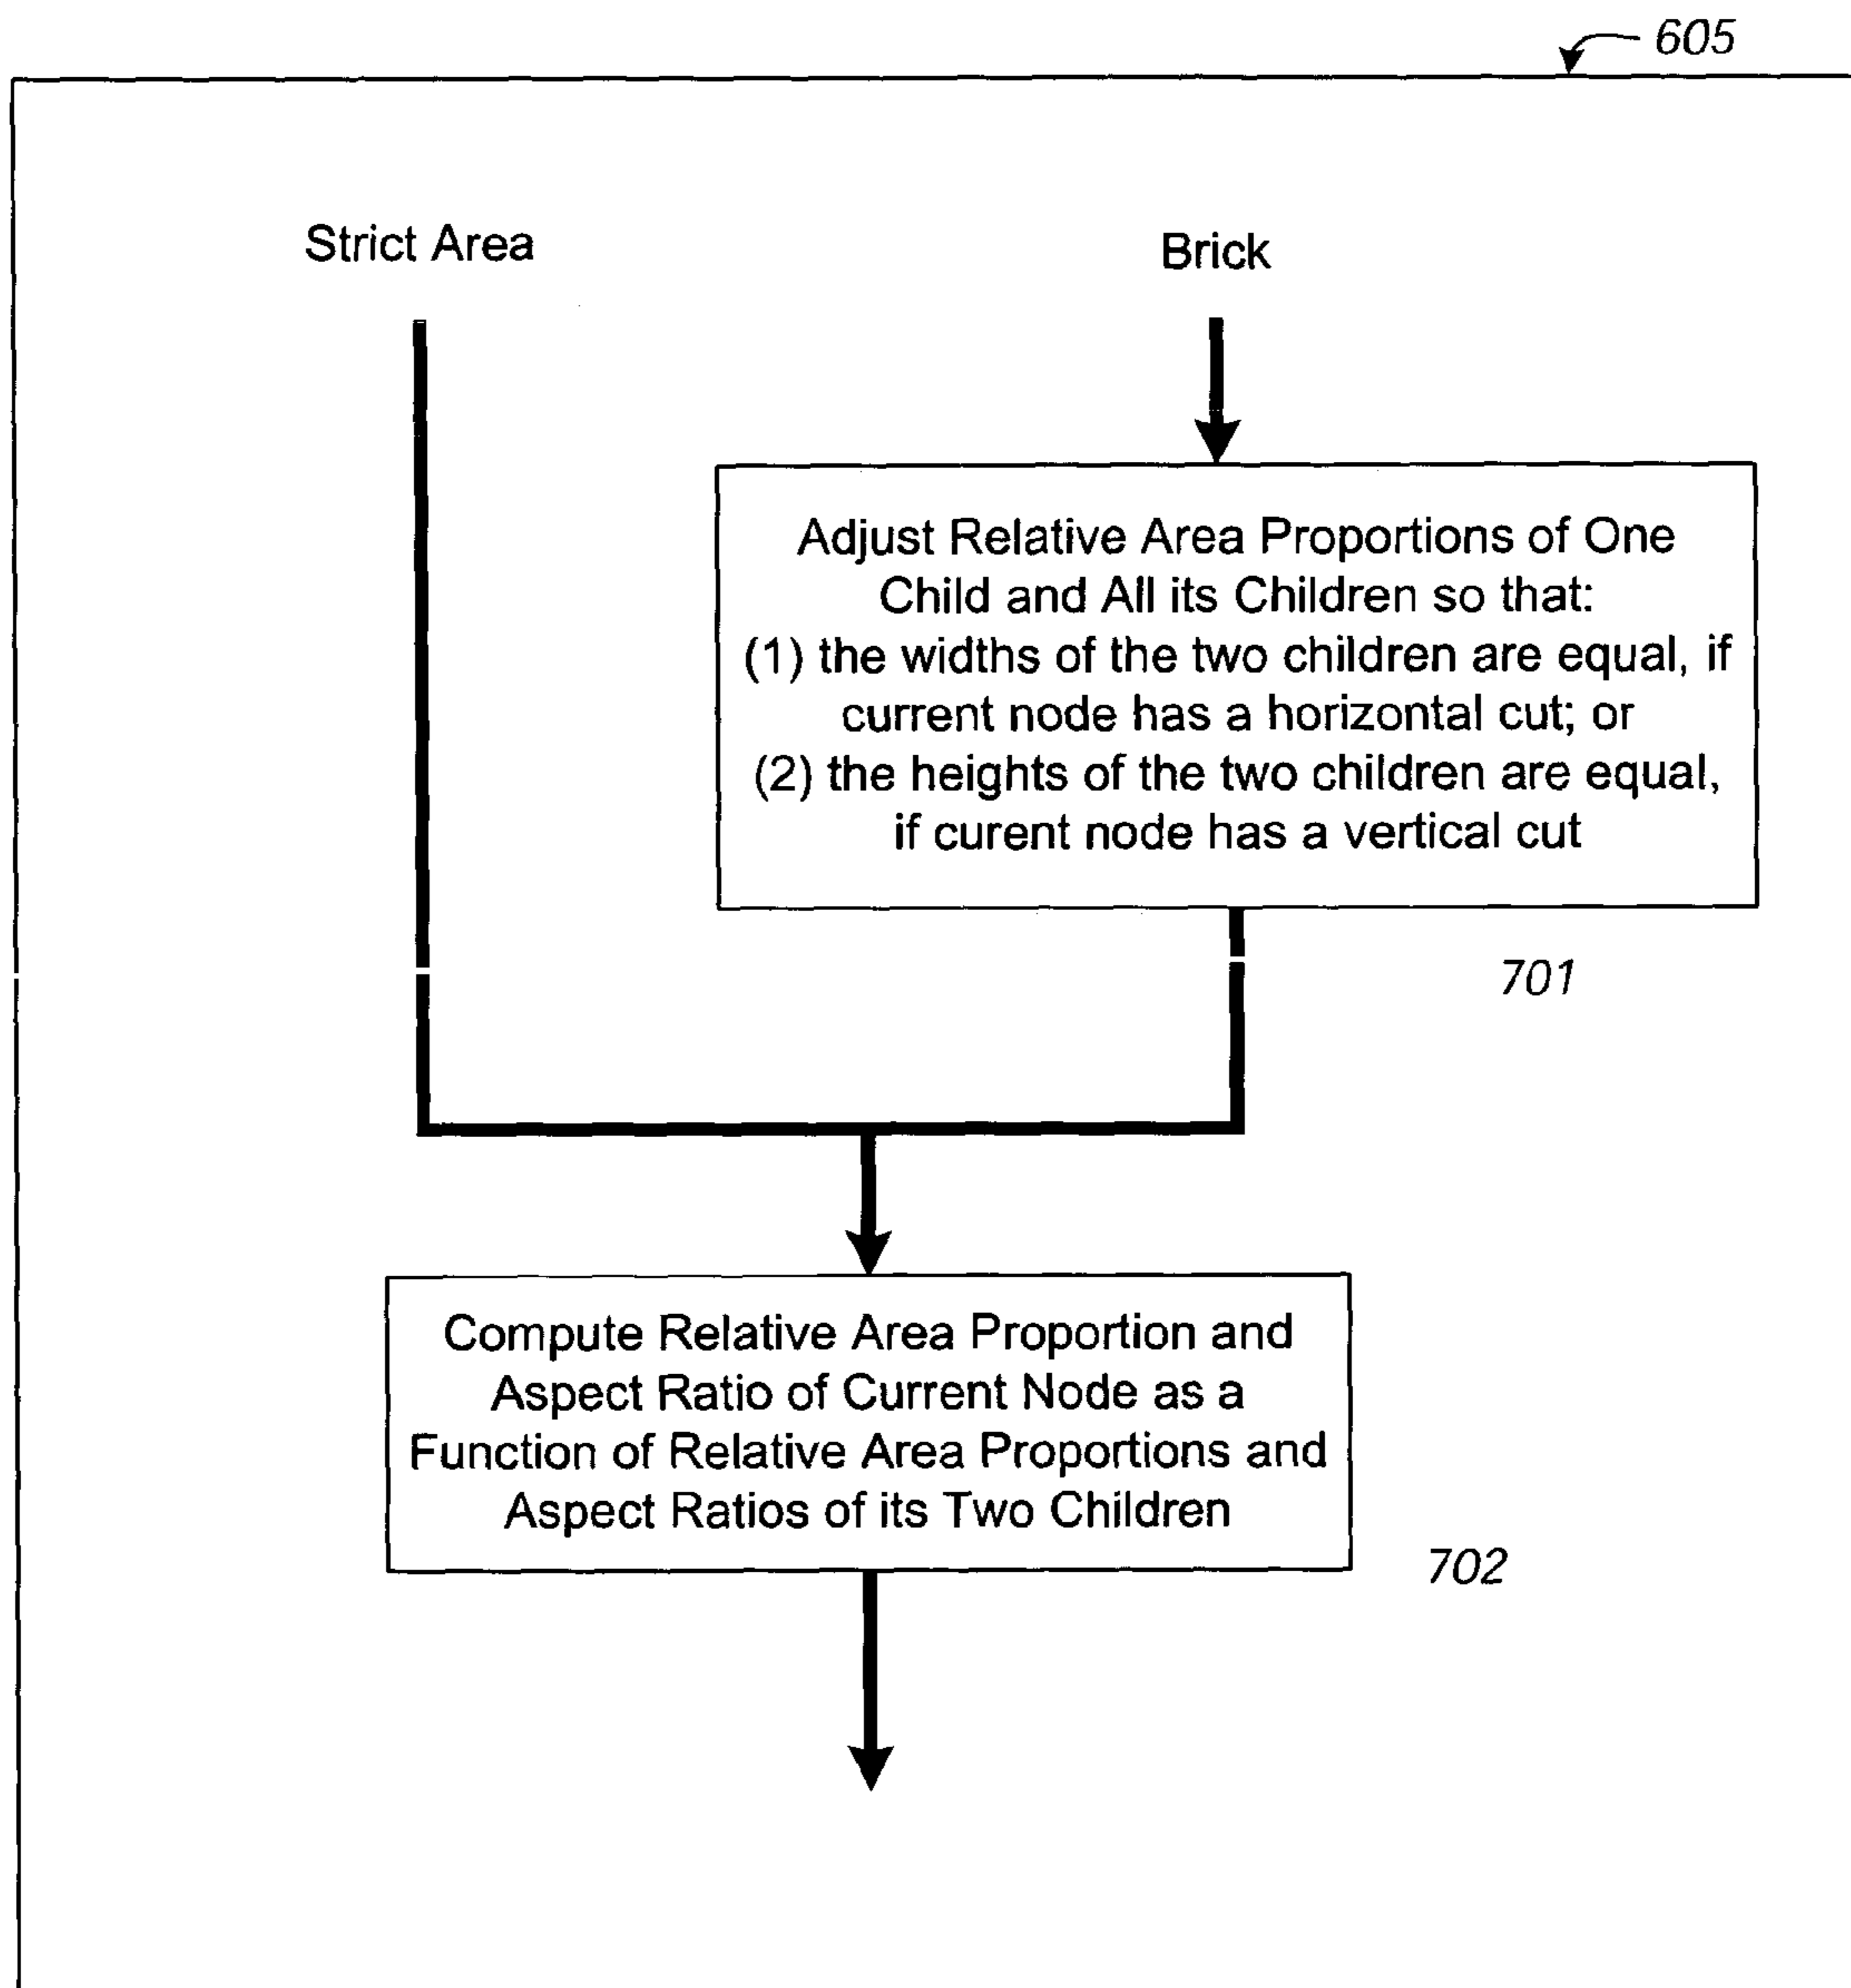 605
Strict Area
Brick
Adjust Relative Area Proportions of One
Child and All its Children so that:
(1) the widths of the two children are equal, if
current node has a horizontal cut; or
(2) the heights of the two children are equal,
if curent node has a vertical cut
701
Compute Relative Area Proportion and
Aspect Ratio of Current Node as a
Function of Relative Area Proportions and
Aspect Ratios of its Two Children
702